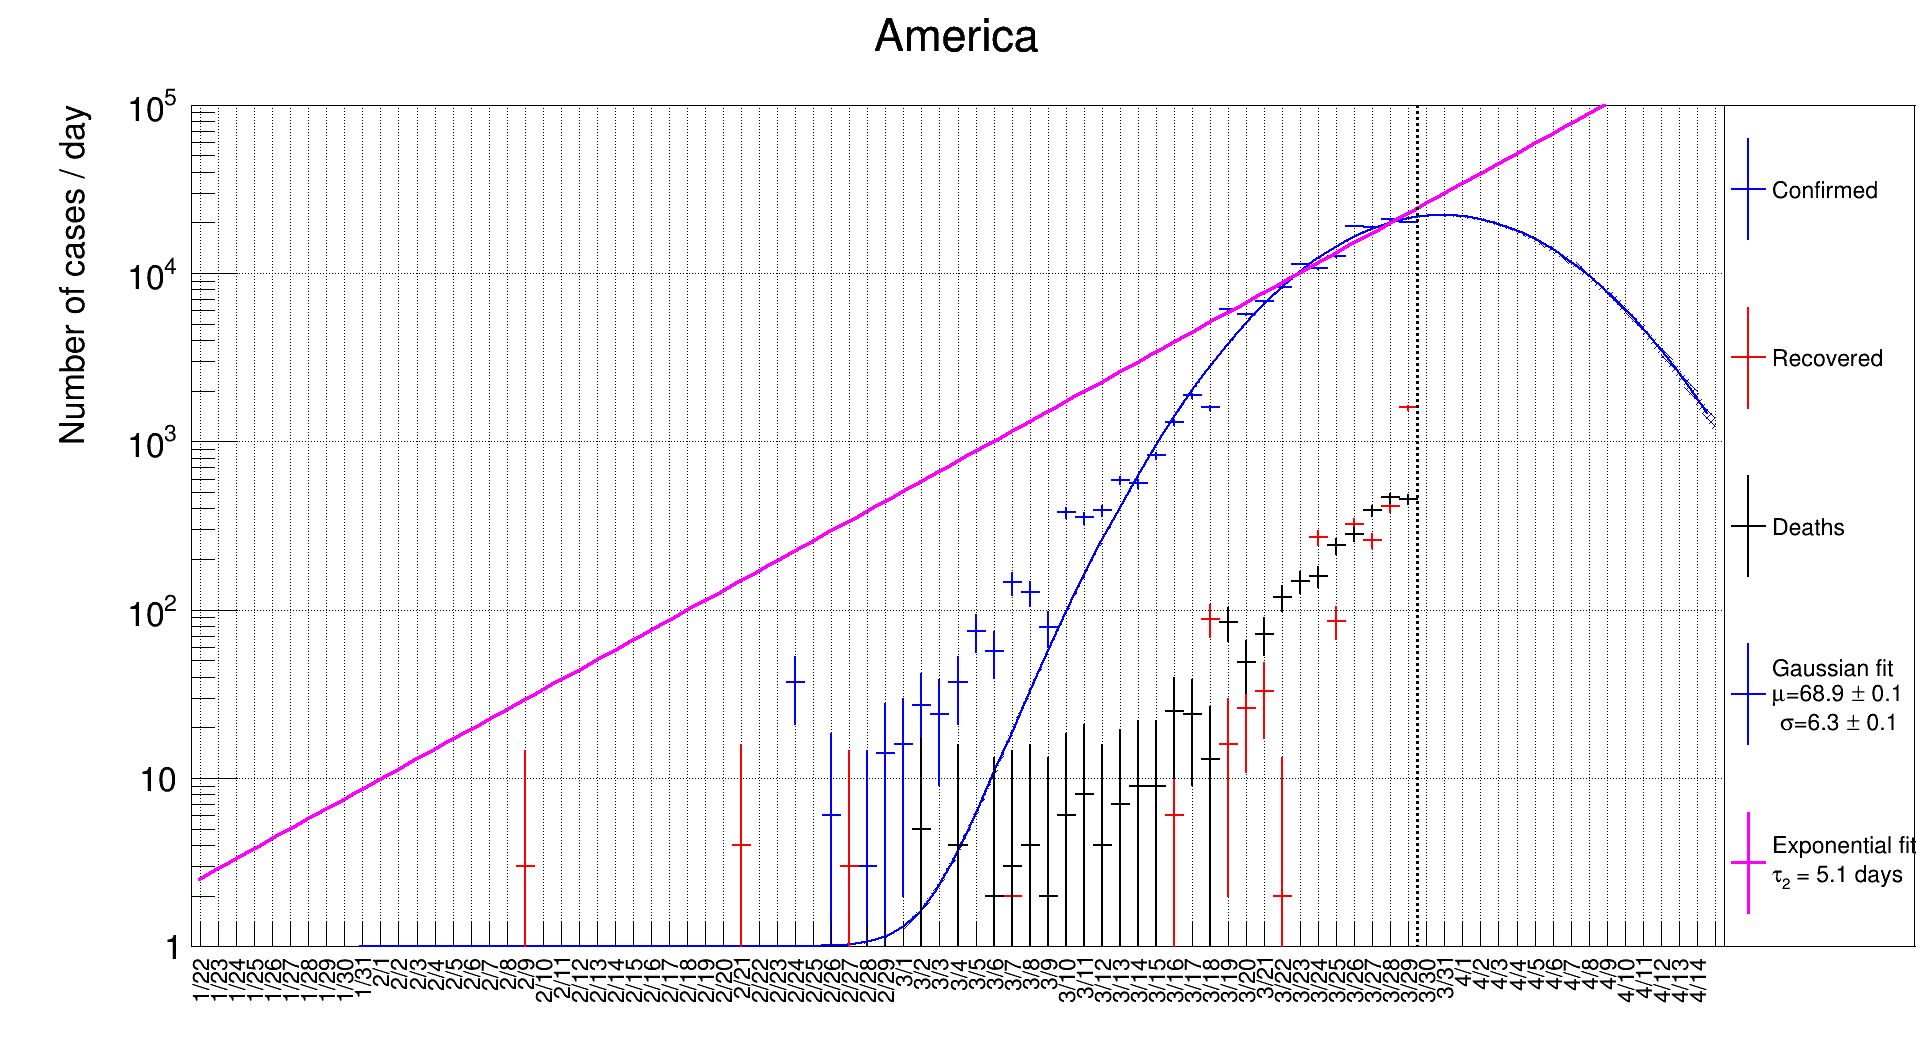 America
Number of cases / day
10^5
10^4
10^3
10^2
10
1
1/22 1/23 1/24 1/25 1/26 1/27 1/28 1/29 1/30 1/31 2/1 2/2 2/3 2/4 2/5 2/6 2/7 2/8 2/9 2/10 2/11 2/12 2/13 2/14 2/15 2/16 2/17 2/18 2/19 2/20 2/21 2/22 2/23 2/24 2/25 2/26 2/27 2/28 2/29 3/1 3/2 3/3 3/4 3/5 3/6 3/7 3/8 3/9 3/10 3/11 3/12 3/13 3/14 3/15 3/16 3/17 3/18 3/19 3/20 3/21 3/22 3/23 3/24 3/25 3/26 3/27 3/28 3/29 3/30 3/31 4/1 4/2 4/3 4/4 4/5 4/6 4/7 4/8 4/9 4/10 4/11 4/12 4/13 4/14
Confirmed
Recovered
Deaths
Gaussian fit
μ=68.9 ± 0.1
σ=6.3 ± 0.1
Exponential fit
τ₂ = 5.1 days